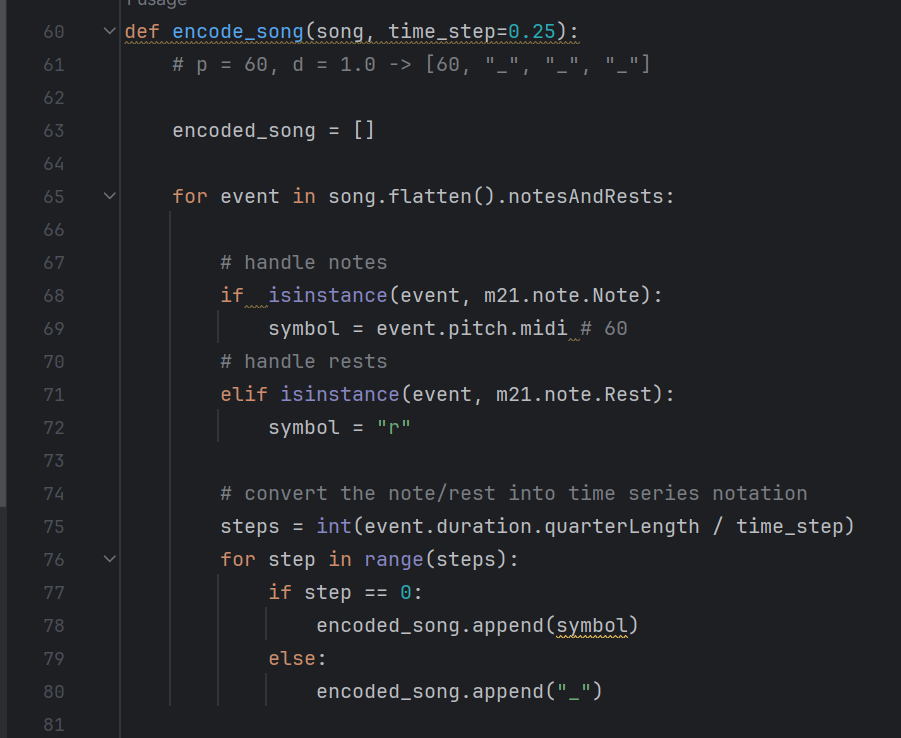 1 usage
60 def encode_song(song, time_step=0.25):
61 # p = 60, d = 1.0 -> [60, "_", "_", "_"]
62
63 encoded_song = []
64
65 for event in song.flatten().notesAndRests:
66
67 # handle notes
68 if  isinstance(event, m21.note.Note):
69 symbol = event.pitch.midi # 60
70 # handle rests
71 elif isinstance(event, m21.note.Rest):
72 symbol = "r"
73
74 # convert the note/rest into time series notation
75 steps = int(event.duration.quarterLength / time_step)
76 for step in range(steps):
77 if step == 0:
78 encoded_song.append(symbol)
79 else:
80 encoded_song.append("_")
81